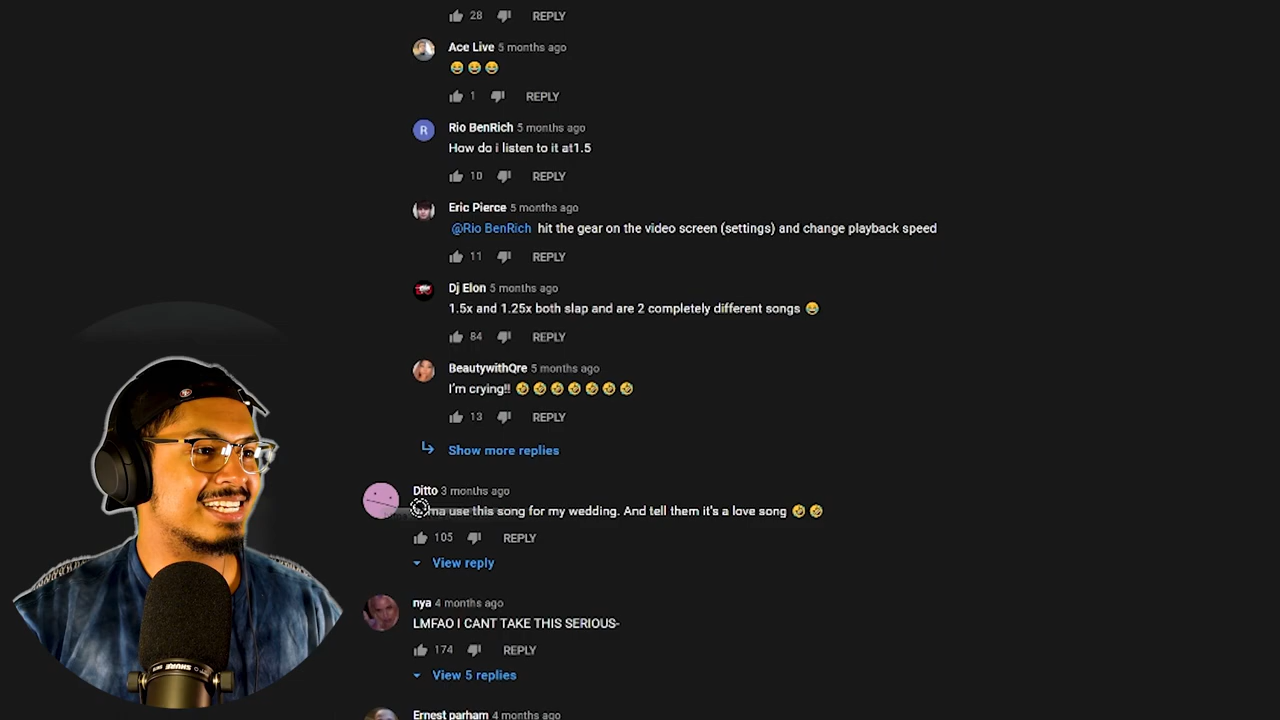 28 REPLY
Ace Live 5 months ago
😂 😂 😂
1 REPLY
R
Rio BenRich 5 months ago
How do i listen to it at1.5
10 REPLY
Eric Pierce 5 months ago
@Rio BenRich hit the gear on the video screen (settings) and change playback speed
11 REPLY
Dj Elon 5 months ago
1.5x and 1.25x both slap and are 2 completely different songs 😂
84 REPLY
BeautywithQre 5 months ago
I'm crying!! 🤣 🤣 🤣 🤣 🤣 🤣 🤣
13 REPLY
Show more replies
Ditto 3 months ago
use this song for my wedding. And tell them it's a love song 🤣 🤣
105 REPLY
View reply
nya 4 months ago
LMFAO I CANT TAKE THIS SERIOUS-
174 REPLY
View 5 replies
Ernest parham 4 months ago
SHURE